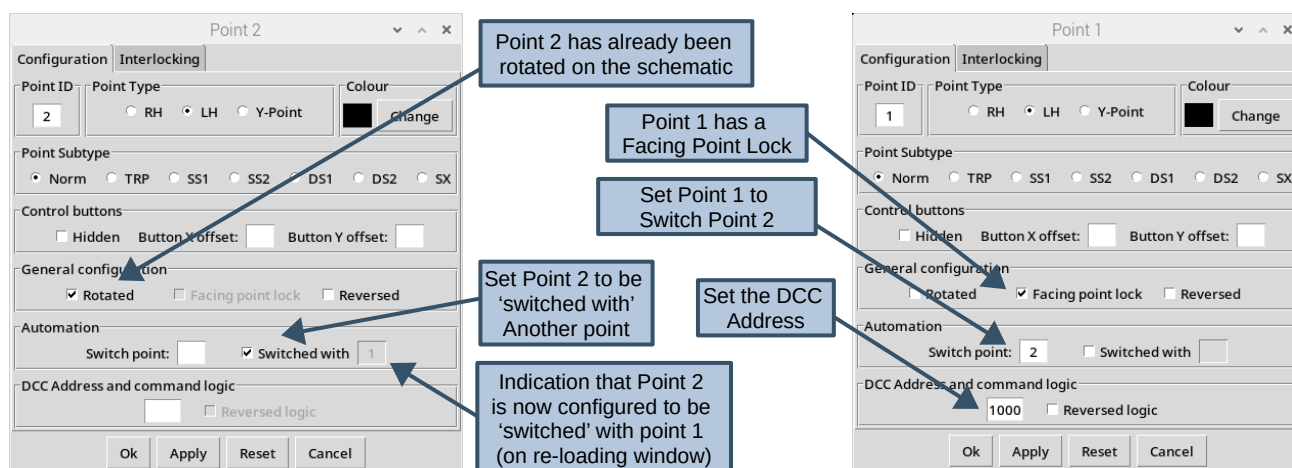 Point 2
Configuration Interlocking
Point ID Point Type Colour
2 RH LH Y-Point Change
Point Subtype
Norm TRP SS1 SS2 DS1 DS2 SX
Control buttons
Hidden Button X offset: Button Y offset:
General configuration
Rotated Facing point lock Reversed
Automation
Switch point: Switched with 1
DCC Address and command logic
Reversed logic
Ok Apply Reset Cancel
Point 2 has already been
rotated on the schematic
Point 1 has a
Facing Point Lock
Set Point 1 to
Switch Point 2
Set Point 2 to be
‘switched with’
Another point
Set the DCC
Address
Indication that Point 2
is now configured to be
‘switched’ with point 1
(on re-loading window)
Point 1
Configuration Interlocking
Point ID Point Type Colour
1 RH LH Y-Point Change
Point Subtype
Norm TRP SS1 SS2 DS1 DS2 SX
Control buttons
Hidden Button X offset: Button Y offset:
General configuration
Rotated Facing point lock Reversed
Automation
Switch point: 2 Switched with
DCC Address and command logic
1000 Reversed logic
Ok Apply Reset Cancel